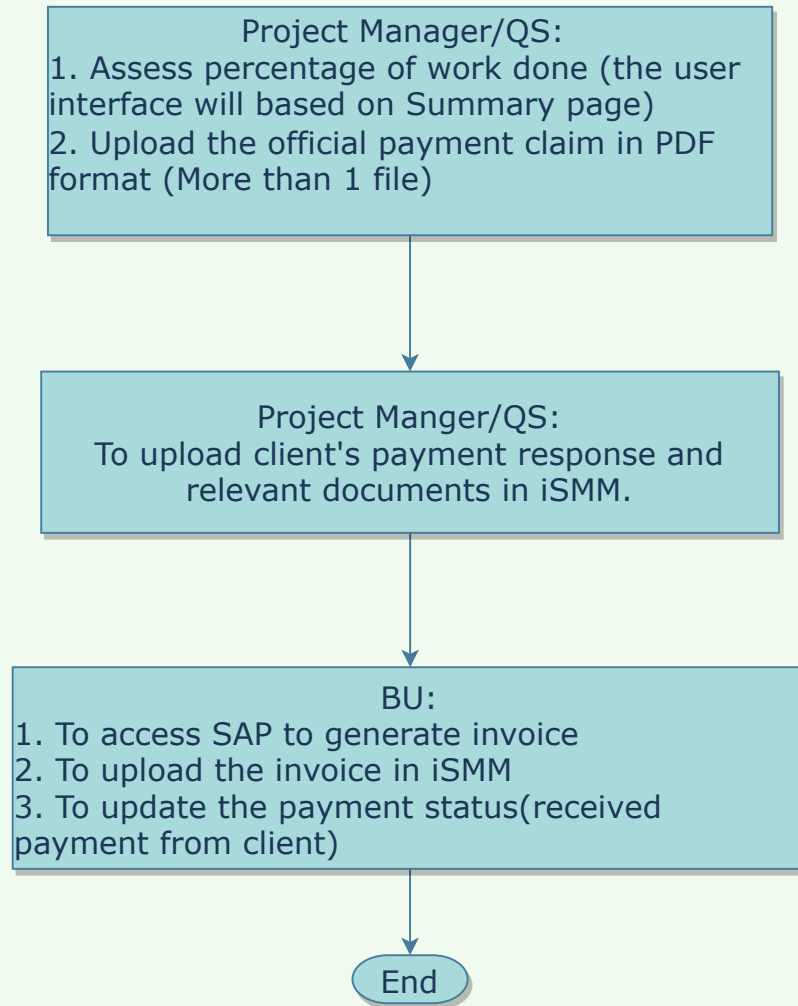 Project Manager/QS:
1. Assess percentage of work done (the user
interface will based on Summary page)
2. Upload the official payment claim in PDF
format (More than 1 file)
Project Manger/QS:
To upload client's payment response and
relevant documents in iSMM.
BU:
1. To access SAP to generate invoice
2. To upload the invoice in iSMM
3. To update the payment status(received
payment from client)
End